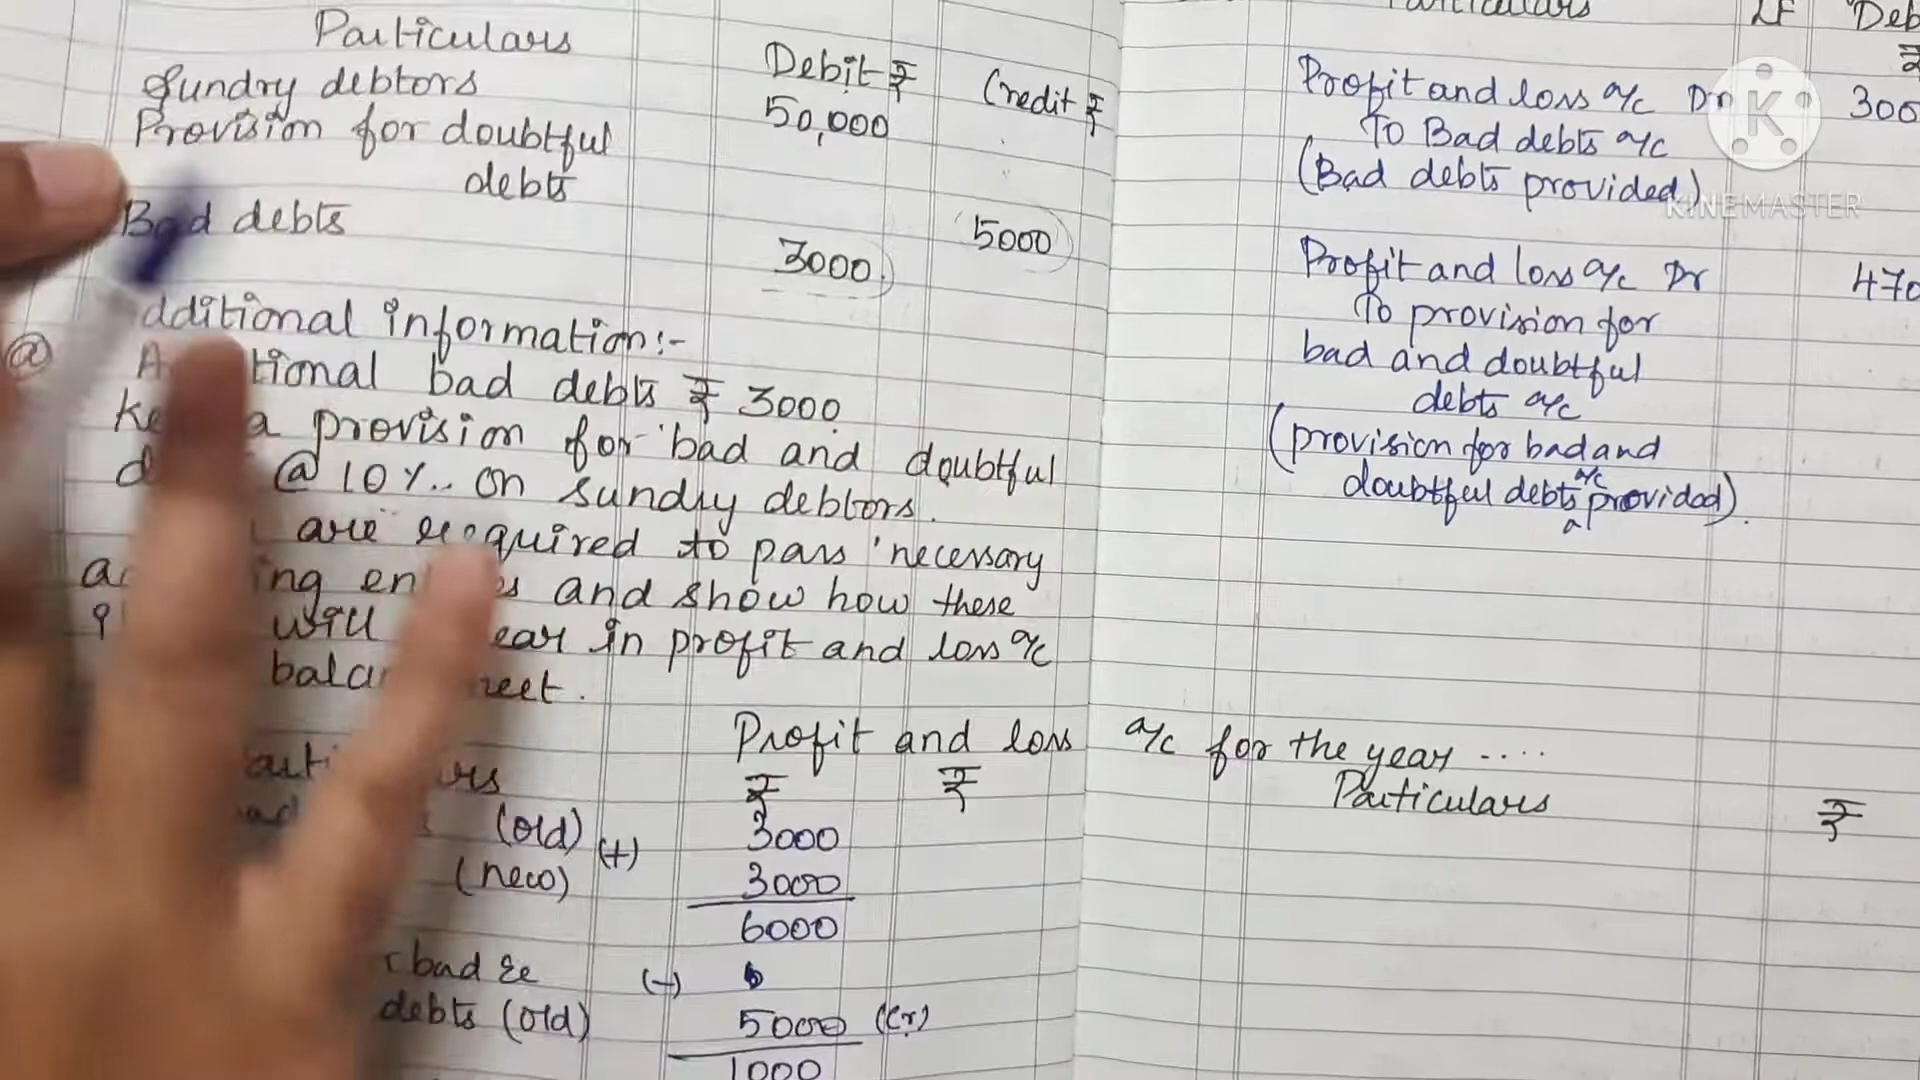 Particulars
Debit ₹
Credit ₹
Sundry debtors
50,000
Provision for doubtful
debts
5000
Bad debts
3000
dditional information:-
@
tional bad debts ₹ 3000
a provision for bad and doubtful
@ 10%.. on sundry debtors.
are required to pass necessary
ing en s and show how these
will ear in profit and loss a/c
bala eet.
Particulars
LF
Deb
₹
Profit and loss a/c Dr
300
To Bad debts a/c
(Bad debts provided)
K
KINEMASTER
Profit and loss a/c Dr
470
To provision for
bad and doubtful
debts a/c
(provision for bad and
doubtful debts a/c provided).
Profit and loss a/c for the year ....
₹
₹
Particulars
₹
(old)
3000
(new)
(+)
3000
6000
bad &
(-)
debts (old)
5000 (Cr)
1000